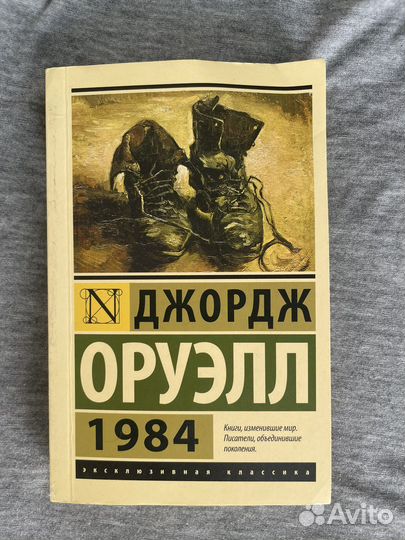 N
ДЖОРДЖ
ОРУЭЛЛ
1984
Книги, изменившие мир.
Писатели, объединившие
поколения.
эксклюзивная классика
Avito